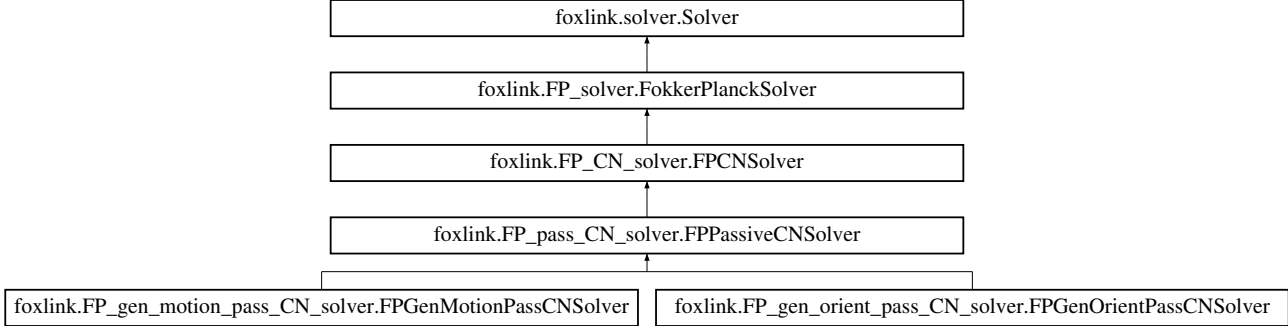 foxlink.solver.Solver
foxlink.FP_solver.FokkerPlanckSolver
foxlink.FP_CN_solver.FPCNSolver
foxlink.FP_pass_CN_solver.FPPassiveCNSolver
foxlink.FP_gen_motion_pass_CN_solver.FPGenMotionPassCNSolver
foxlink.FP_gen_orient_pass_CN_solver.FPGenOrientPassCNSolver